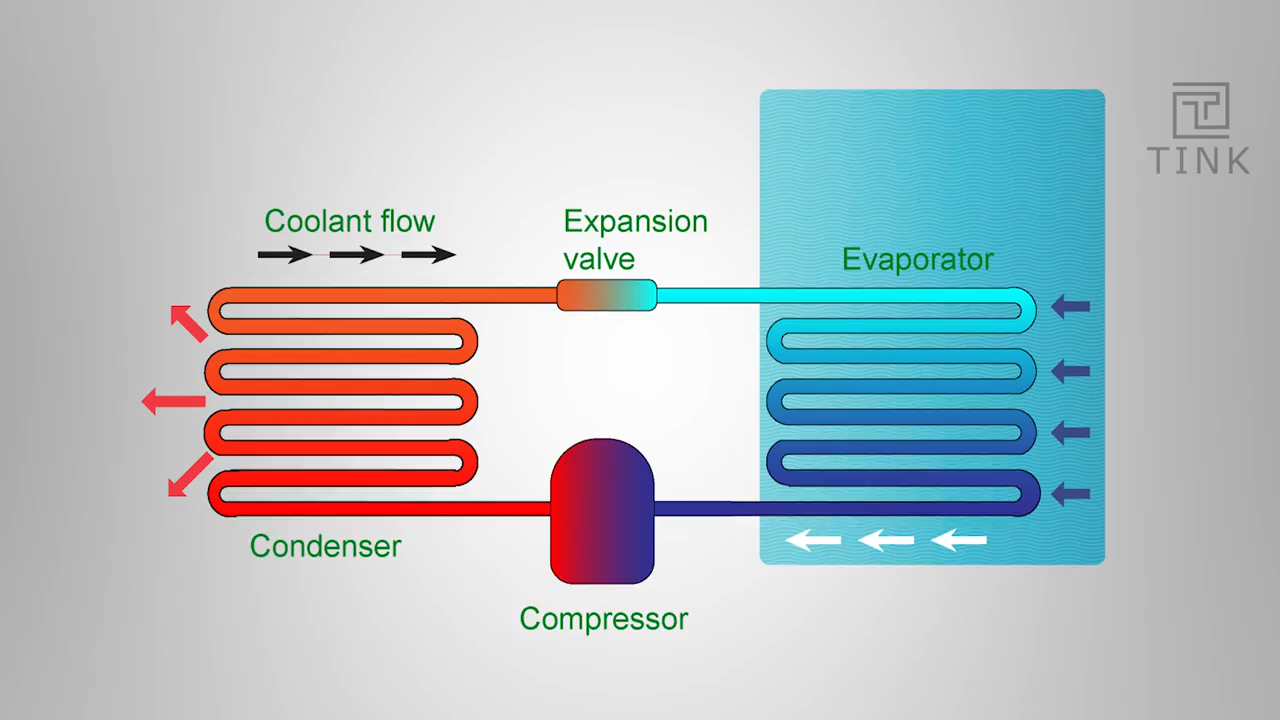 TINK
Coolant flow
Expansion
valve
Evaporator
Condenser
Compressor